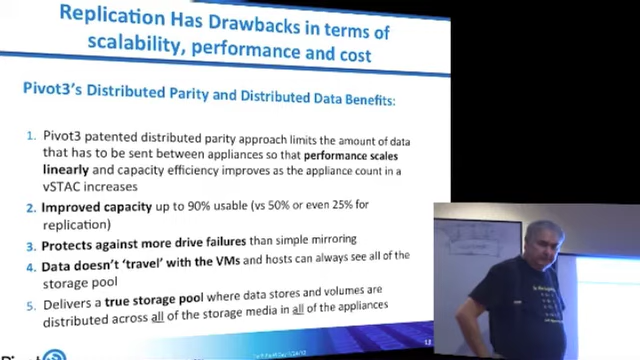 Replication Has Drawbacks in terms of
scalability, performance and cost
Pivot3's Distributed Parity and Distributed Data Benefits:
1. Pivot3 patented distributed parity approach limits the amount of data
that has to be sent between appliances so that performance scales
linearly and capacity efficiency improves as the appliance count in a
vSTAC increases
2. Improved capacity up to 90% usable (vs 50% or even 25% for
replication)
3. Protects against more drive failures than simple mirroring
4. Data doesn't 'travel' with the VMs and hosts can always see all of the
storage pool
5. Delivers a true storage pool where data stores and volumes are
distributed across all of the storage media in all of the appliances